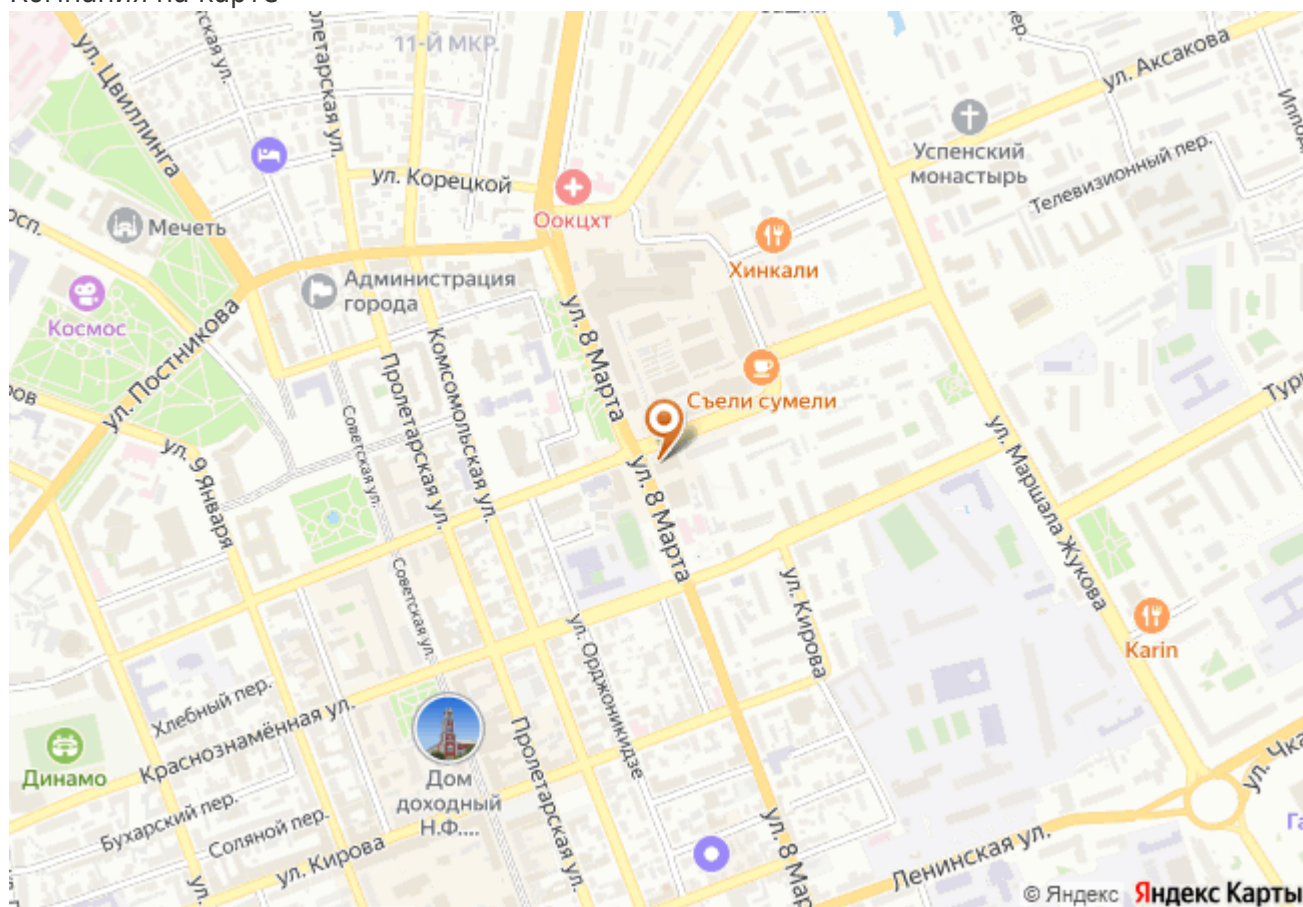 11-Й МКР.
ул. Цвиллинга
ул. Корецкой
Оокцхт
Мечеть
Администрация
города
Космос
ул. Постникова
Хинкали
Успенский
монастырь
ул. Аксакова
Телевизионный пер.
ул. 8 Марта
Съели сумели
Пролетарская ул.
Комсомольская ул.
Советская ул.
ул. 9 Января
ул. 8 Марта
ул. Маршала Жукова
Советская ул.
ул. Кирова
ул. Орджоникидзе
Karin
Хлебный пер.
Краснознамённая ул.
Динамо
Дом
доходный
Н.Ф....
Пролетарская ул.
Бухарский пер.
Соляной пер.
ул. Кирова
Ленинская ул.
© Яндекс Яндекс Карты